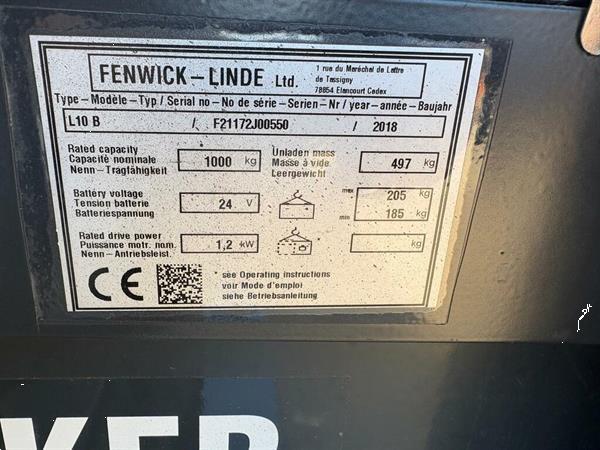 FENWICK-LINDE Ltd.
1 rue du Maréchal de Lattre
de Tassigny
78854 Elancourt Cedex
Type-Modèle-Typ / Serial no-No de série-Serien-Nr / year-année-Baujahr
L10 B / F21172J00550 / 2018
Rated capacity
Capacité nominale 1000 kg
Nenn-Tragfähigkeit
Unladen mass
Masse à vide 497 kg
Leergewicht
Battery voltage
Tension batterie 24 V
Batteriespannung
max 205 kg
min 185 kg
Rated drive power
Puissance motr. nom. 1,2 kW
Nenn-Antriebsleist.
kg
CE
* see Operating instructions
voir Mode d'emploi
siehe Betriebsanleitung
KER